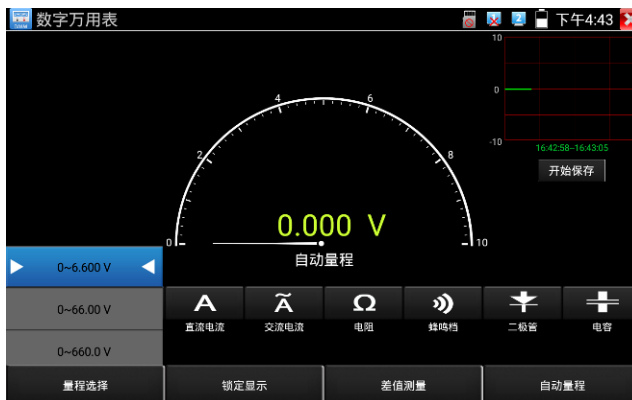 数字万用表
下午4:43
10
0
-10
16:42:58--16:43:05
开始保存
0
2
4
6
8
10
0.000 V
自动量程
0~6.600 V
0~66.00 V
0~660.0 V
A
直流电流
A
交流电流
Ω
电阻
蜂鸣档
二极管
电容
量程选择
锁定显示
差值测量
自动量程